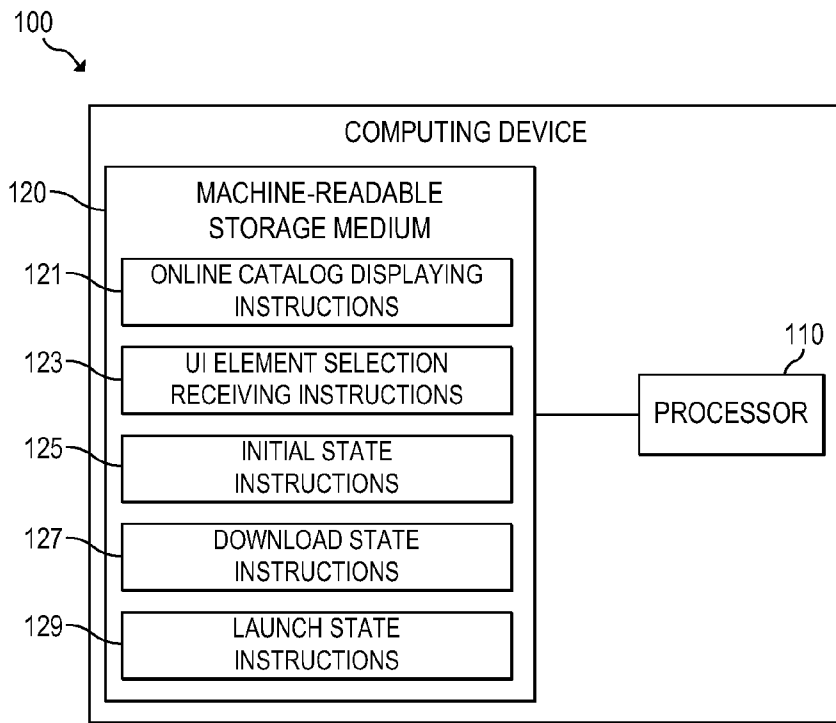 100
COMPUTING DEVICE
120
MACHINE-READABLE
STORAGE MEDIUM
121
ONLINE CATALOG DISPLAYING
INSTRUCTIONS
123
UI ELEMENT SELECTION
RECEIVING INSTRUCTIONS
110
PROCESSOR
125
INITIAL STATE
INSTRUCTIONS
127
DOWNLOAD STATE
INSTRUCTIONS
129
LAUNCH STATE
INSTRUCTIONS